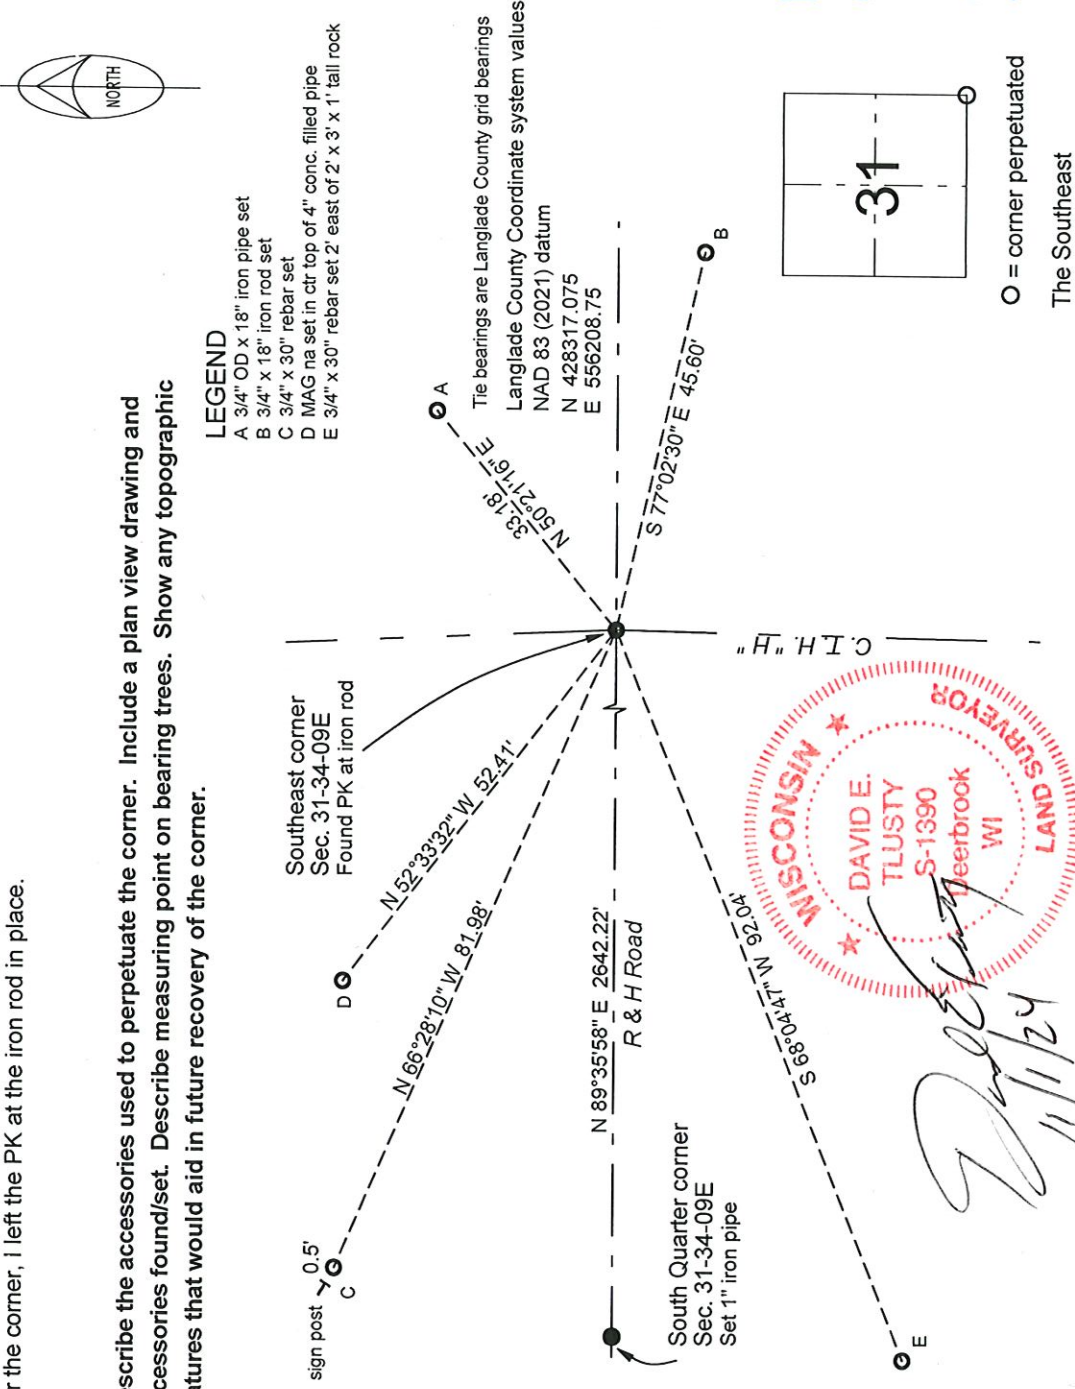 the corner, I left the PK at the iron rod in place.
scribe the accessories used to perpetuate the corner. Include a plan view drawing and
cessories found/set. Describe measuring point on bearing trees. Show any topographic
atures that would aid in future recovery of the corner.
NORTH
LEGEND
A 3/4" OD x 18" iron pipe set
B 3/4" x 18" iron rod set
C 3/4" x 30" rebar set
D MAG na set in ctr top of 4" conc. filled pipe
E 3/4" x 30" rebar set 2' east of 2' x 3' x 1' tall rock
Tie bearings are Langlade County grid bearings
Langlade County Coordinate system values
NAD 83 (2021) datum
N 428317.075
E 556208.75
Southeast corner
Sec. 31-34-09E
Found PK at iron rod
sign post
0.5'
C
D
A
B
E
N 52°33'32" W 52.41'
N 66°28'10" W 81.98'
33.18'
N 50°21'16" E
S 77°02'30" E 45.60'
N 89°35'58" E 2642.22'
R & H Road
S 68°04'47" W 92.04'
C.T.H. "H"
South Quarter corner
Sec. 31-34-09E
Set 1" iron pipe
WISCONSIN
DAVID E.
TLUSTY
S-1390
Deerbrook
WI
LAND SURVEYOR
11/11/24
31
O = corner perpetuated
The Southeast